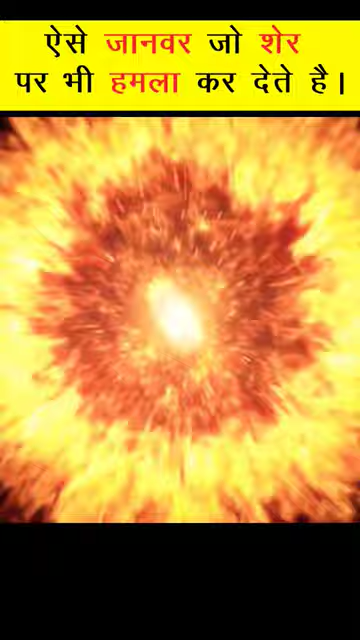 ऐसे जानवर जो शेर
पर भी हमला कर देते है।